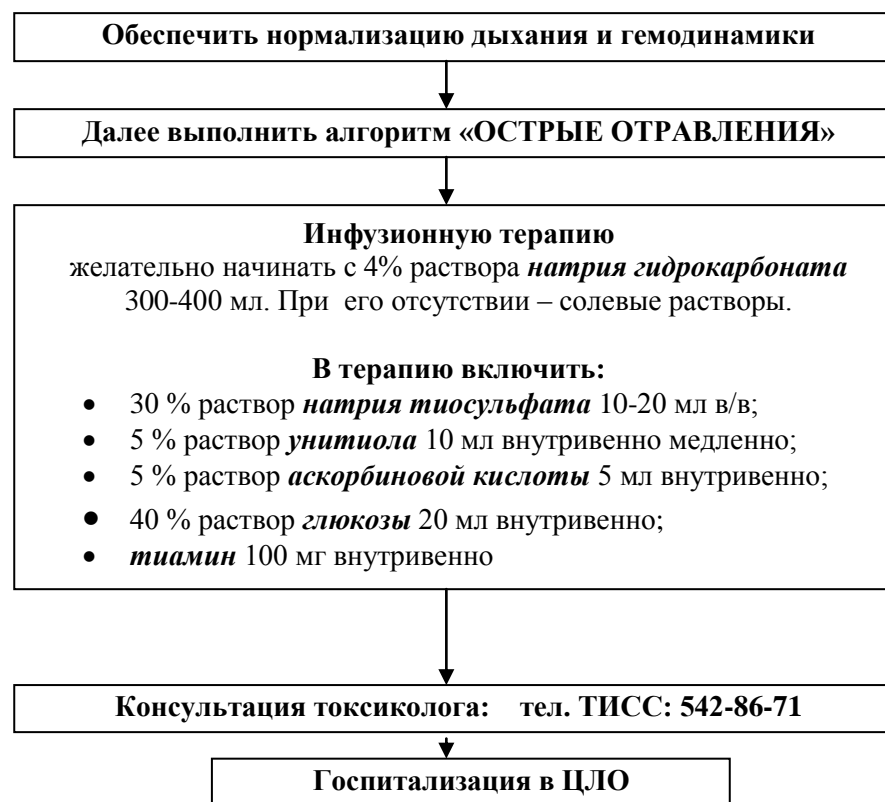 Обеспечить нормализацию дыхания и гемодинамики
Далее выполнить алгоритм «ОСТРЫЕ ОТРАВЛЕНИЯ»
Инфузионную терапию
желательно начинать с 4% раствора натрия гидрокарбоната
300-400 мл. При его отсутствии – солевые растворы.
В терапию включить:
• 30 % раствор натрия тиосульфата 10-20 мл в/в;
• 5 % раствор унитиола 10 мл внутривенно медленно;
• 5 % раствор аскорбиновой кислоты 5 мл внутривенно;
• 40 % раствор глюкозы 20 мл внутривенно;
• тиамин 100 мг внутривенно
Консультация токсиколога: тел. ТИСС: 542-86-71
Госпитализация в ЦЛО